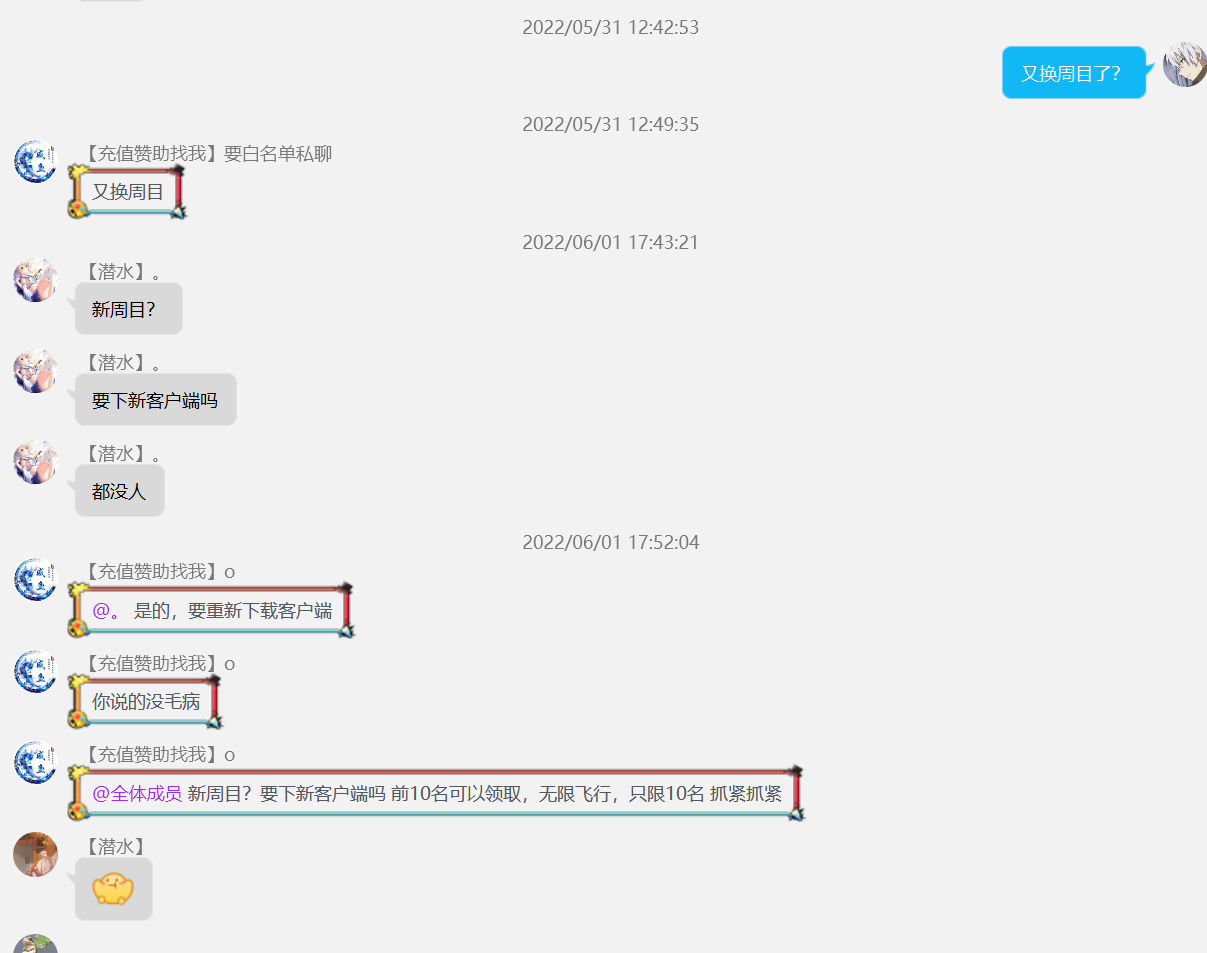 2022/05/31 12:42:53
又换周目了？
2022/05/31 12:49:35
【充值赞助找我】要白名单私聊
又换周目
2022/06/01 17:43:21
【潜水】。
新周目？
【潜水】。
要下新客户端吗
【潜水】。
都没人
2022/06/01 17:52:04
【充值赞助找我】o
@。 是的，要重新下载客户端
【充值赞助找我】o
你说的没毛病
【充值赞助找我】o
@全体成员 新周目？要下新客户端吗 前10名可以领取，无限飞行，只限10名 抓紧抓紧
【潜水】